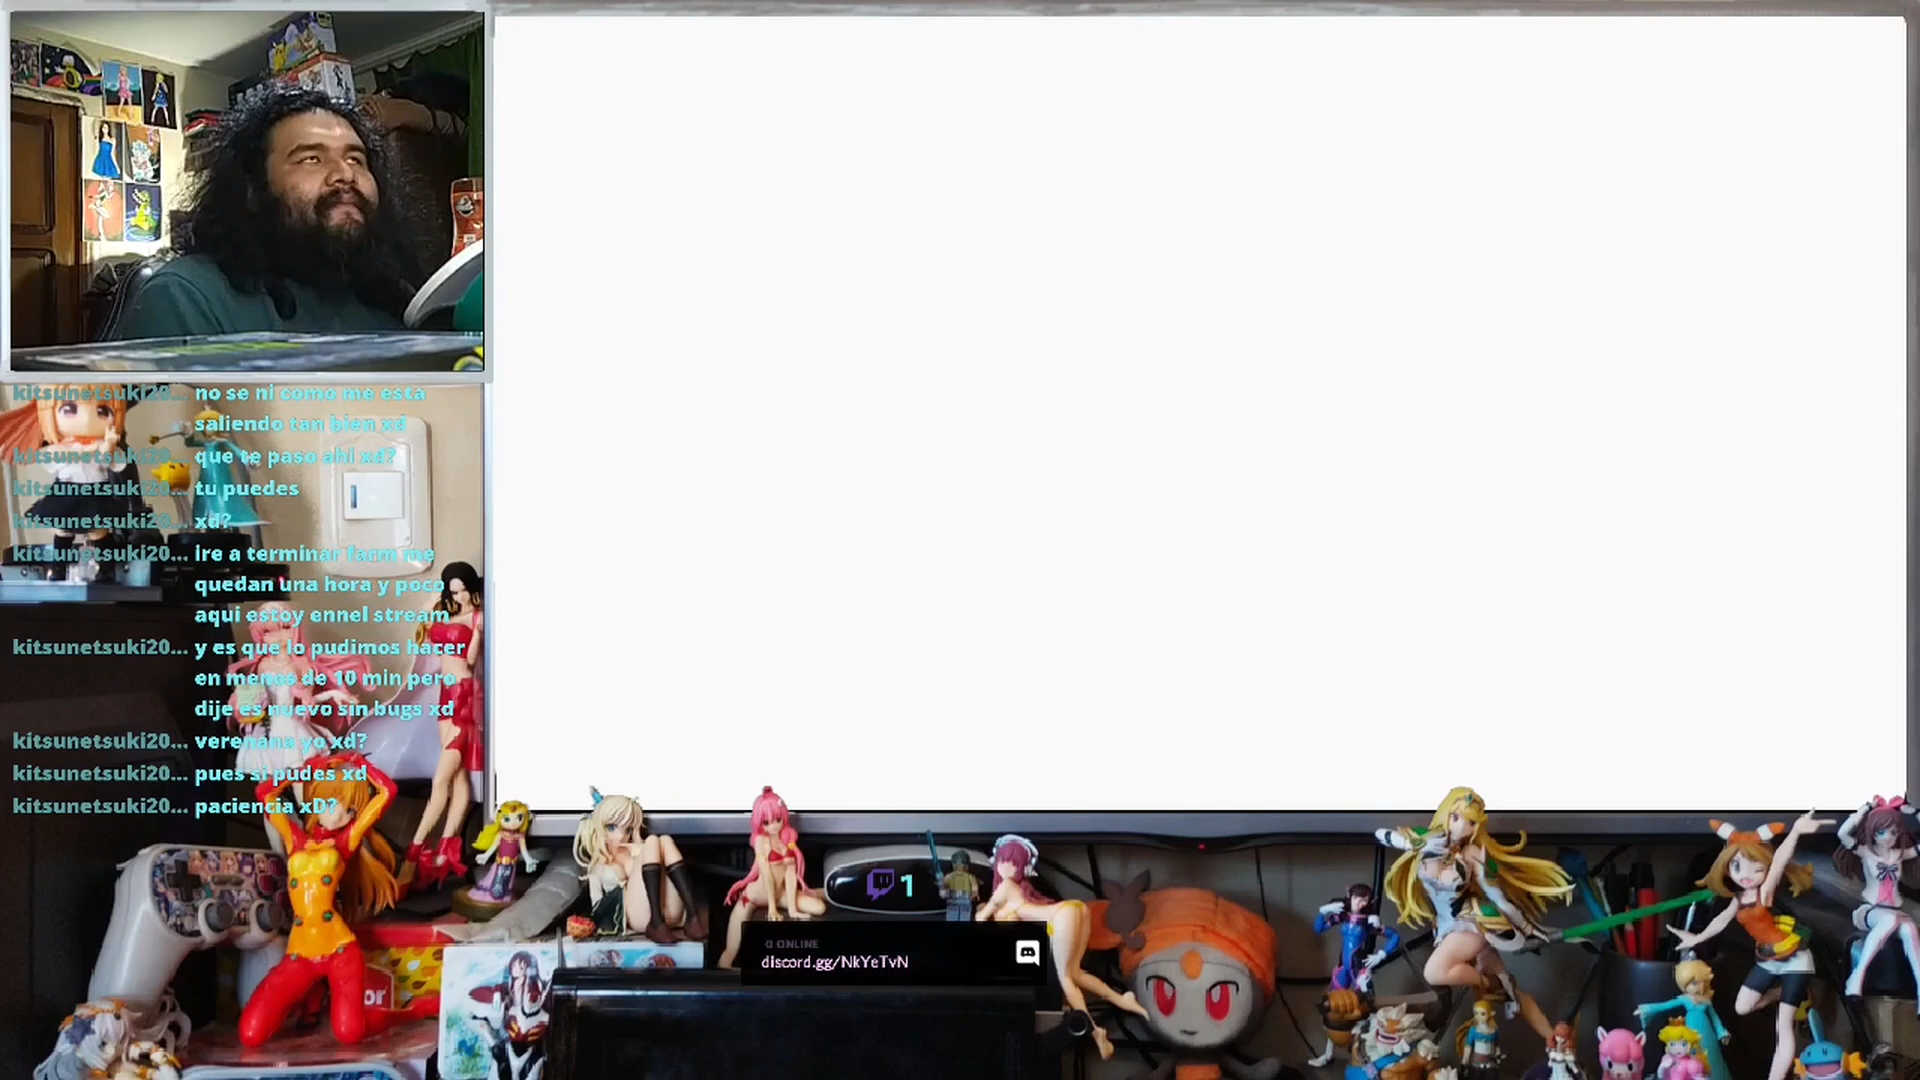 kitsunetsuki20... no se ni como me esta
saliendo tan bien xd
kitsunetsuki20... que te paso ahi xd?
kitsunetsuki20... tu puedes
kitsunetsuki20... xd?
kitsunetsuki20... ire a terminar farm me
quedan una hora y poco
aqui estoy ennel stream
kitsunetsuki20... y es que lo pudimos hacer
en menos de 10 min pero
dije es nuevo sin bugs xd
kitsunetsuki20... verenana yo xd?
kitsunetsuki20... pues si pudes xd
kitsunetsuki20... paciencia xD?
1
0 ONLINE
discord.gg/NkYeTvN
or